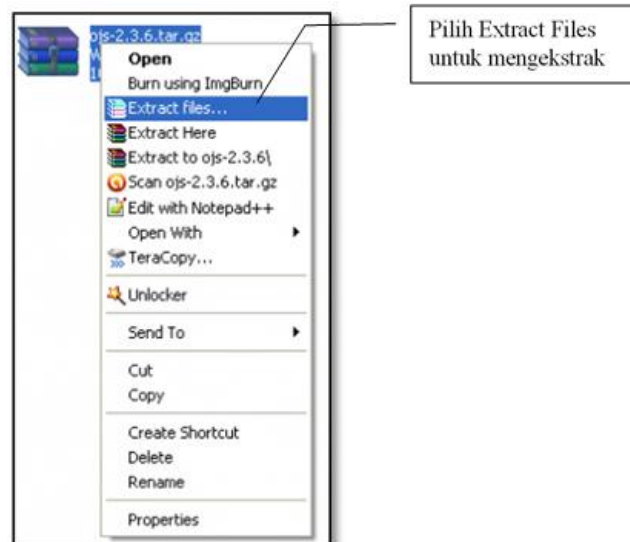 ojs-2.3.6.tar.gz
Open
Burn using ImgBurn
Extract files...
Extract Here
Extract to ojs-2.3.6\
Scan ojs-2.3.6.tar.gz
Edit with Notepad++
Open With
TeraCopy...
Unlocker
Send To
Cut
Copy
Create Shortcut
Delete
Rename
Properties
Pilih Extract Files
untuk mengekstrak